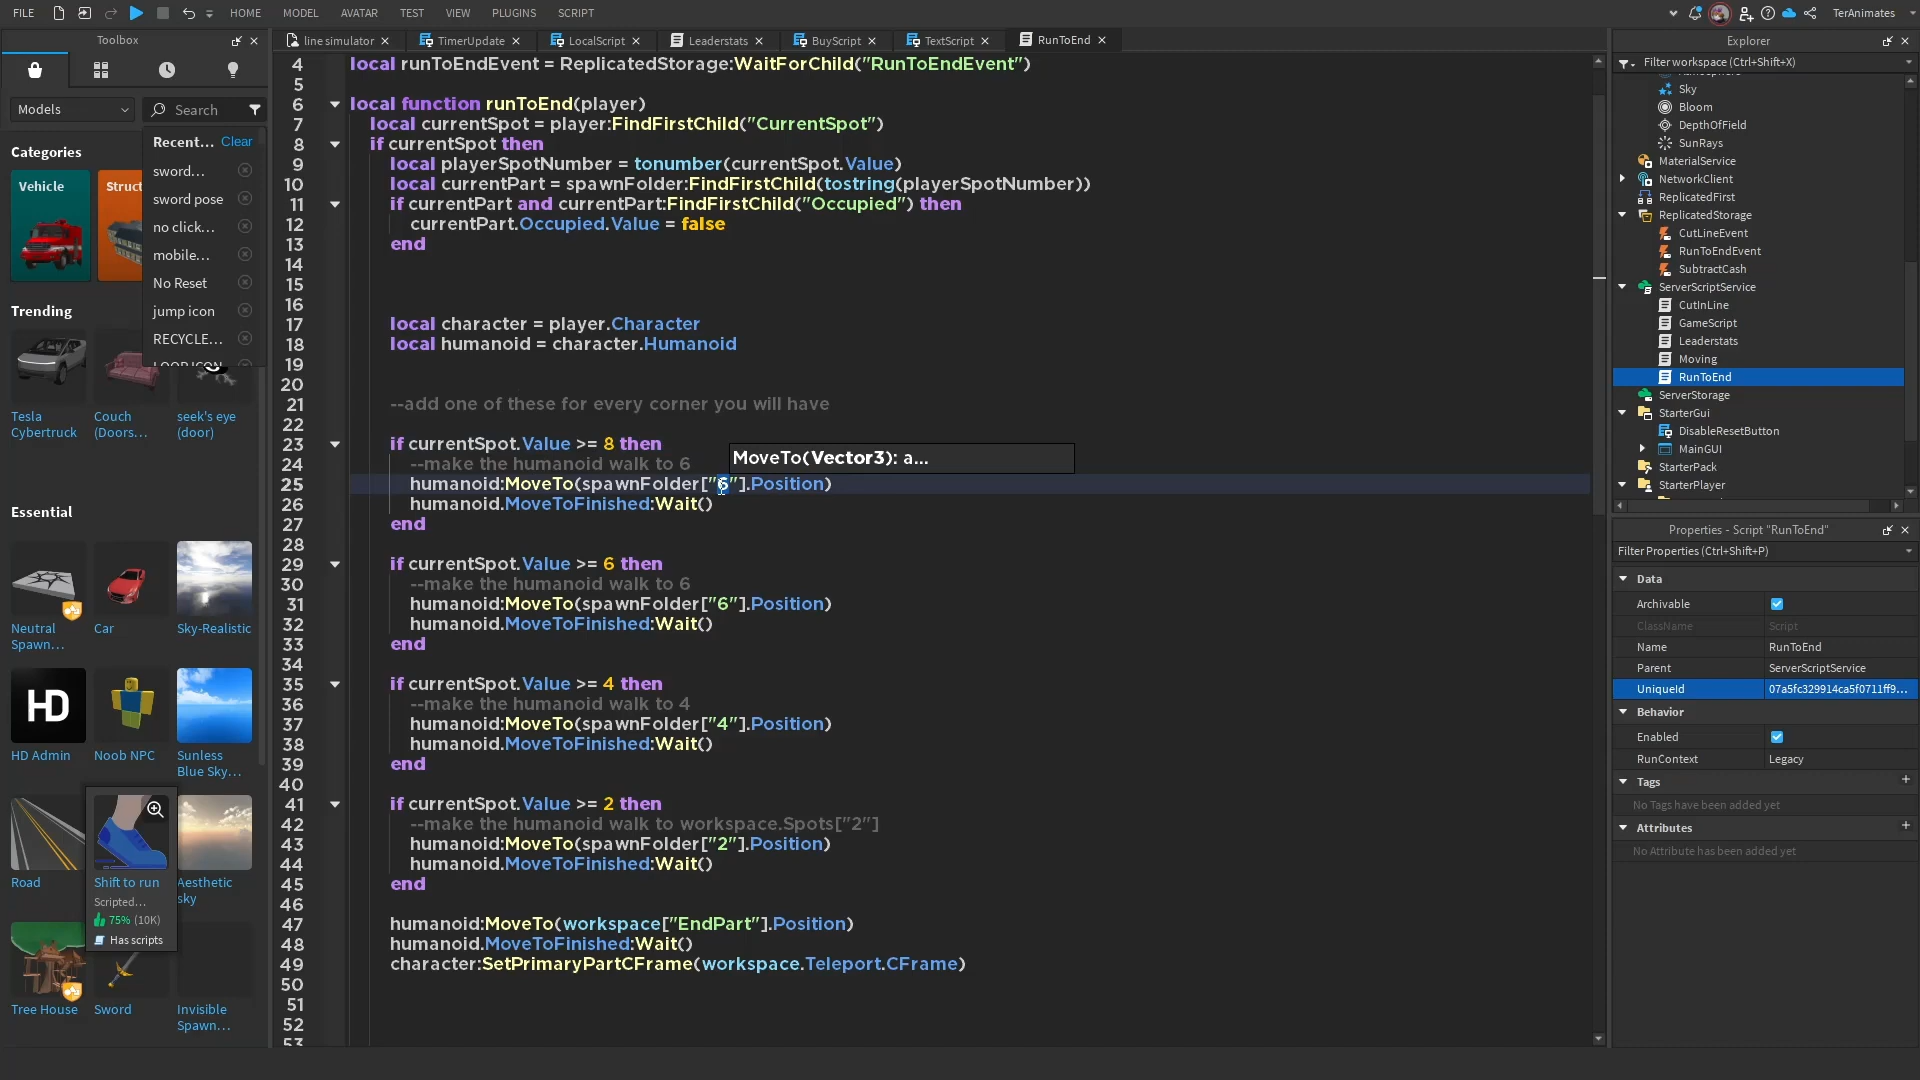 FILE
HOME
MODEL
AVATAR
TEST
VIEW
PLUGINS
SCRIPT
TerAnimates
Toolbox
Models
Search
Recent... Clear
sword...
sword pose
no click...
mobile...
No Reset
jump icon
RECYCLE...
LOOP ICON
Categories
Vehicle
Struct
Trending
Tesla
Cybertruck
Couch
(Doors...
seek's eye
(door)
Essential
Neutral
Spawn...
Car
Sky-Realistic
HD
HD Admin
Noob NPC
Sunless
Blue Sky...
Road
Shift to run
Scripted...
75% (10K)
Has scripts
Aesthetic
sky
Tree House
Sword
Invisible
Spawn...
line simulator
TimerUpdate
LocalScript
Leaderstats
BuyScript
TextScript
RunToEnd
4 local runToEndEvent = ReplicatedStorage:WaitForChild("RunToEndEvent")
5
6 local function runToEnd(player)
7 local currentSpot = player:FindFirstChild("CurrentSpot")
8 if currentSpot then
9 local playerSpotNumber = tonumber(currentSpot.Value)
10 local currentPart = spawnFolder:FindFirstChild(tostring(playerSpotNumber))
11 if currentPart and currentPart:FindFirstChild("Occupied") then
12 currentPart.Occupied.Value = false
13 end
14
15
16
17 local character = player.Character
18 local humanoid = character.Humanoid
19
20
21 --add one of these for every corner you will have
22
23 if currentSpot.Value >= 8 then
24 --make the humanoid walk to 6
MoveTo(Vector3): a...
25 humanoid:MoveTo(spawnFolder["6"].Position)
26 humanoid.MoveToFinished:Wait()
27 end
28
29 if currentSpot.Value >= 6 then
30 --make the humanoid walk to 6
31 humanoid:MoveTo(spawnFolder["6"].Position)
32 humanoid.MoveToFinished:Wait()
33 end
34
35 if currentSpot.Value >= 4 then
36 --make the humanoid walk to 4
37 humanoid:MoveTo(spawnFolder["4"].Position)
38 humanoid.MoveToFinished:Wait()
39 end
40
41 if currentSpot.Value >= 2 then
42 --make the humanoid walk to workspace.Spots["2"]
43 humanoid:MoveTo(spawnFolder["2"].Position)
44 humanoid.MoveToFinished:Wait()
45 end
46
47 humanoid:MoveTo(workspace["EndPart"].Position)
48 humanoid.MoveToFinished:Wait()
49 character:SetPrimaryPartCFrame(workspace.Teleport.CFrame)
50
51
52
53
Explorer
Filter workspace (Ctrl+Shift+X)
Atmosphere
Sky
Bloom
DepthOfField
SunRays
MaterialService
NetworkClient
ReplicatedFirst
ReplicatedStorage
CutLineEvent
RunToEndEvent
SubtractCash
ServerScriptService
CutInLine
GameScript
Leaderstats
Moving
RunToEnd
ServerStorage
StarterGui
DisableResetButton
MainGUI
StarterPack
StarterPlayer
Properties - Script "RunToEnd"
Filter Properties (Ctrl+Shift+P)
Data
Archivable
ClassName Script
Name RunToEnd
Parent ServerScriptService
UniqueId 07a5fc329914ca5f0711ff9...
Behavior
Enabled
RunContext Legacy
Tags
No Tags have been added yet
Attributes
No Attribute has been added yet